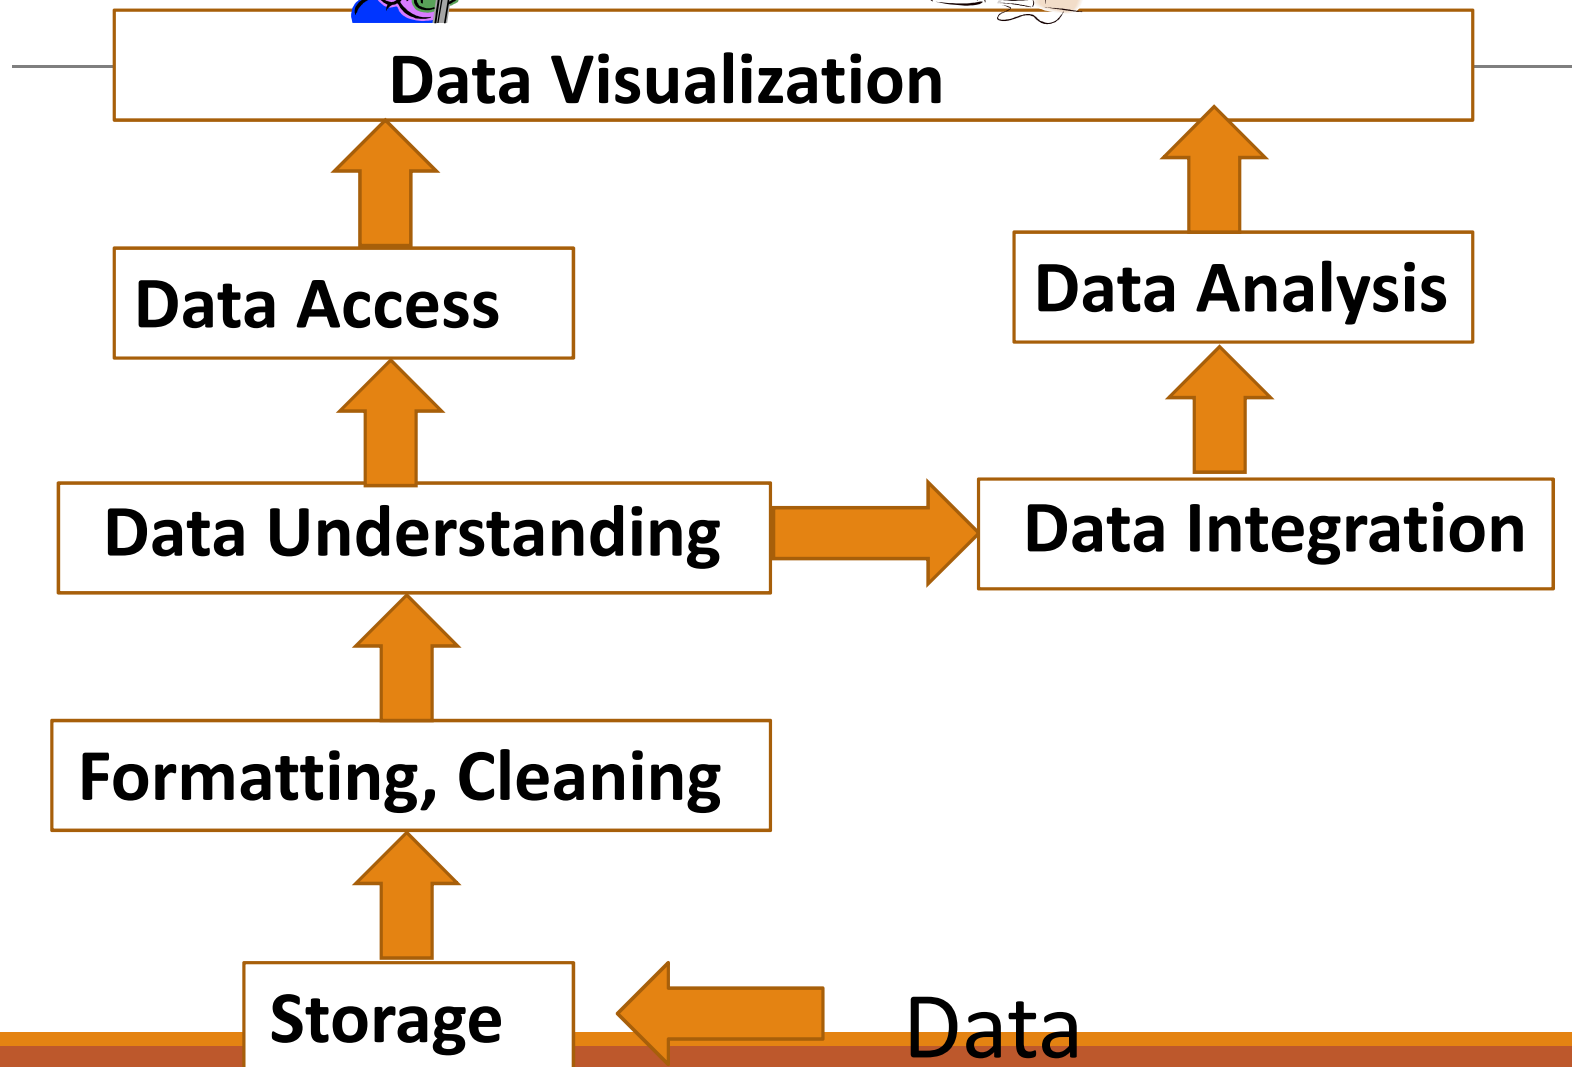 Data Visualization
Data Access
Data Analysis
Data Understanding
Data Integration
Formatting, Cleaning
Storage
Data